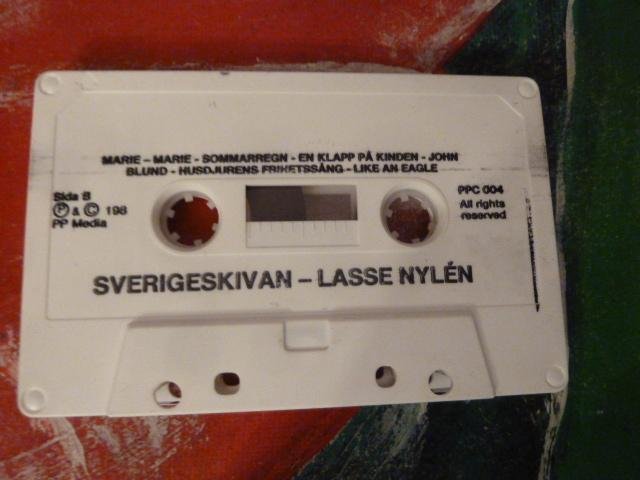 MARIE – MARIE - SOMMARREGN - EN KLAPP PÅ KINDEN - JOHN
BLUND - HUSDJURENS FRIHETSSÅNG - LIKE AN EAGLE
Sida B
Ⓟ & © 198
PP Media
PPC 004
All rights
reserved
SVERIGESKIVAN – LASSE NYLÉN